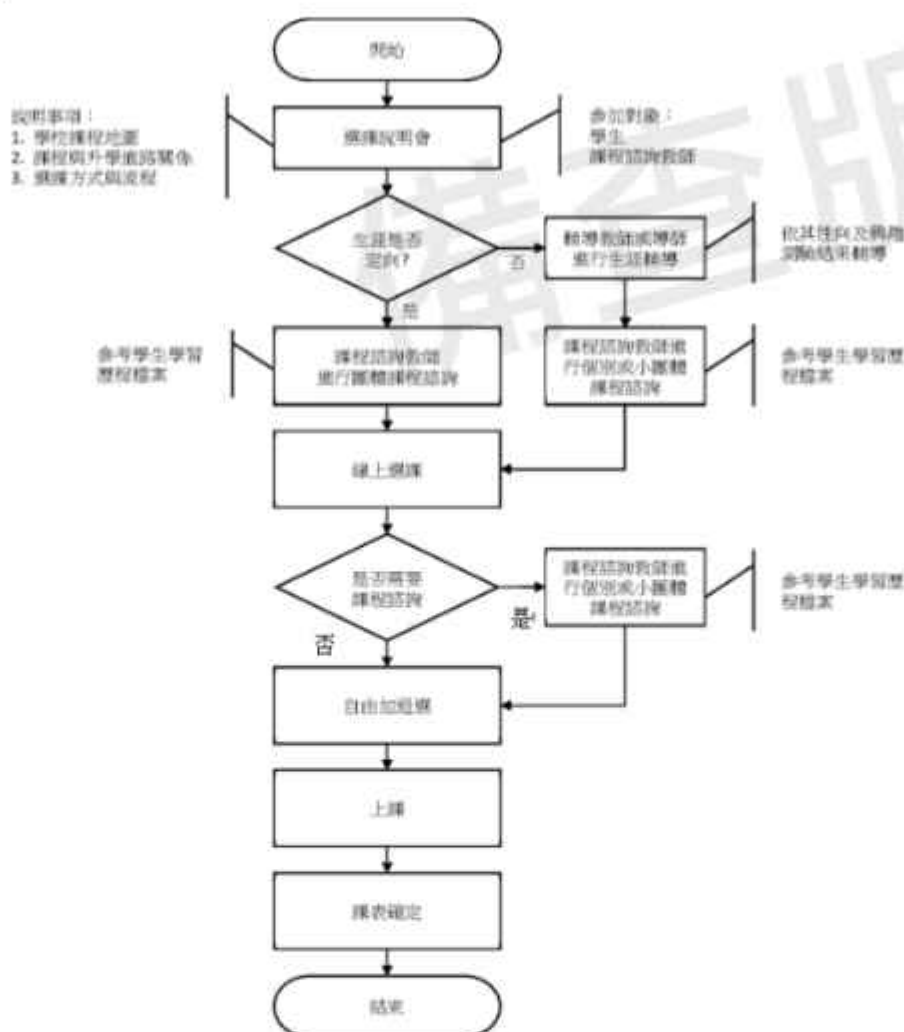 開始
說明事項：
1. 學校課程地圖
2. 課程與升學進路關係
3. 選課方式與流程
選課說明會
參加對象：
學生
課程諮詢教師
生涯是否
定向?
否
輔導教師或導師
進行生涯輔導
依其性向及興趣
測驗結果輔導
是
參考學生學習
歷程檔案
課程諮詢教師
進行團體課程諮詢
課程諮詢教師進
行個別或小團體
課程諮詢
參考學生學習歷
程檔案
線上選課
是否需要
課程諮詢
是
否
課程諮詢教師進
行個別或小團體
課程諮詢
參考學生學習歷
程檔案
自由加退選
上課
課表確定
結束
備查版